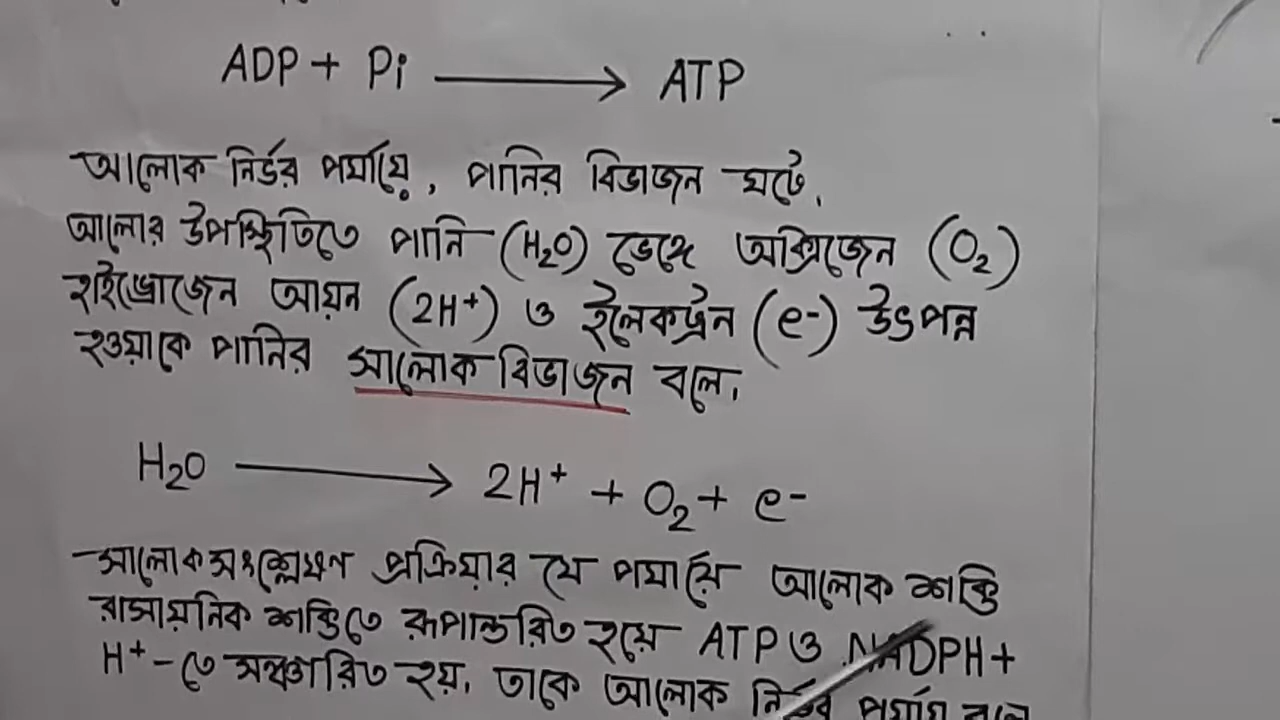 ADP + Pi ⟶ ATP
আলোক নির্ভর পর্যায়ে, পানির বিভাজন ঘটে,
আলোর উপস্থিতিতে পানি (H₂O) ভেঙ্গে অক্সিজেন (O₂)
হাইড্রোজেন আয়ন (2H⁺) ও ইলেকট্রন (e⁻) উৎপন্ন
হওয়াকে পানির সালোক বিভাজন বলে,
H₂O ⟶ 2H⁺ + O₂ + e⁻
সালোকসংশ্লেষণ প্রক্রিয়ার যে পর্যায়ে আলোক শক্তি
রাসায়নিক শক্তিতে রূপান্তরিত হয়ে ATP ও NADPH +
H⁺ - তে সঞ্চারিত হয়, তাকে আলোক নির্ভর পর্যায় বলে